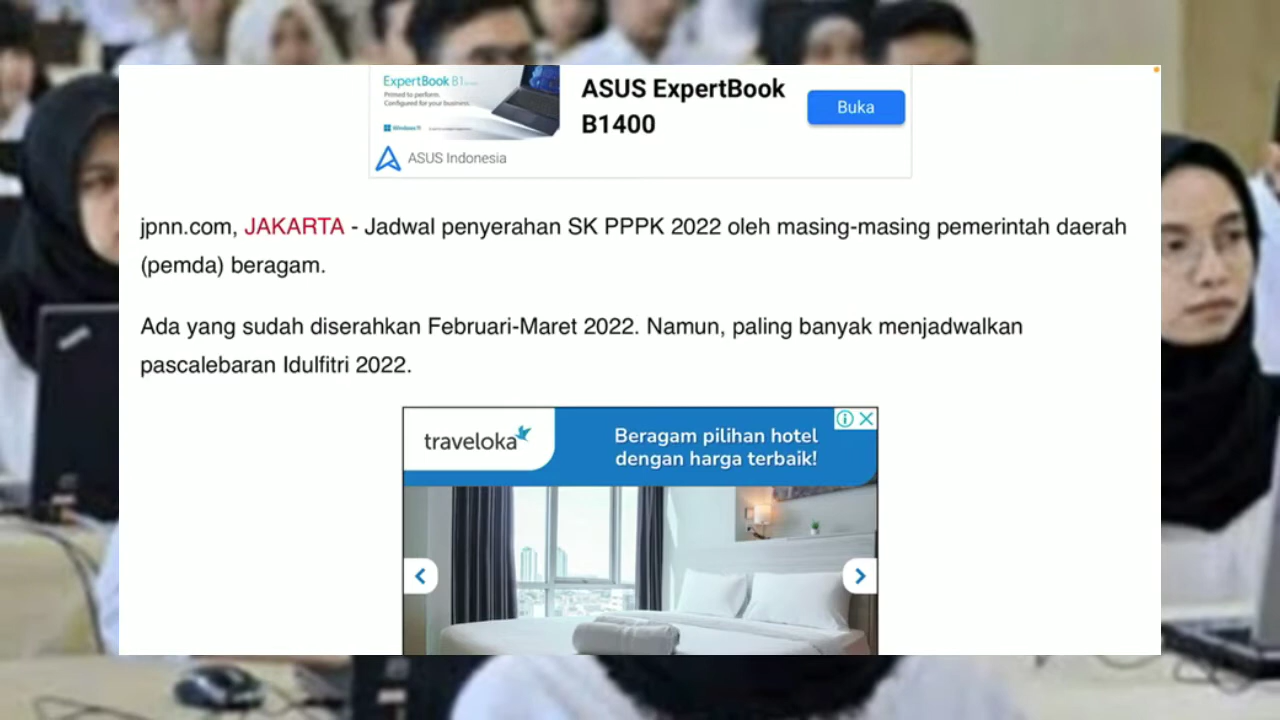 ExpertBook B1
Primed to perform.
Configured for your business.
Windows 11
ASUS ExpertBook
B1400
Buka
ASUS Indonesia
jpnn.com, JAKARTA - Jadwal penyerahan SK PPPK 2022 oleh masing-masing pemerintah daerah
(pemda) beragam.
Ada yang sudah diserahkan Februari-Maret 2022. Namun, paling banyak menjadwalkan
pascalebaran Idulfitri 2022.
traveloka
Beragam pilihan hotel
dengan harga terbaik!